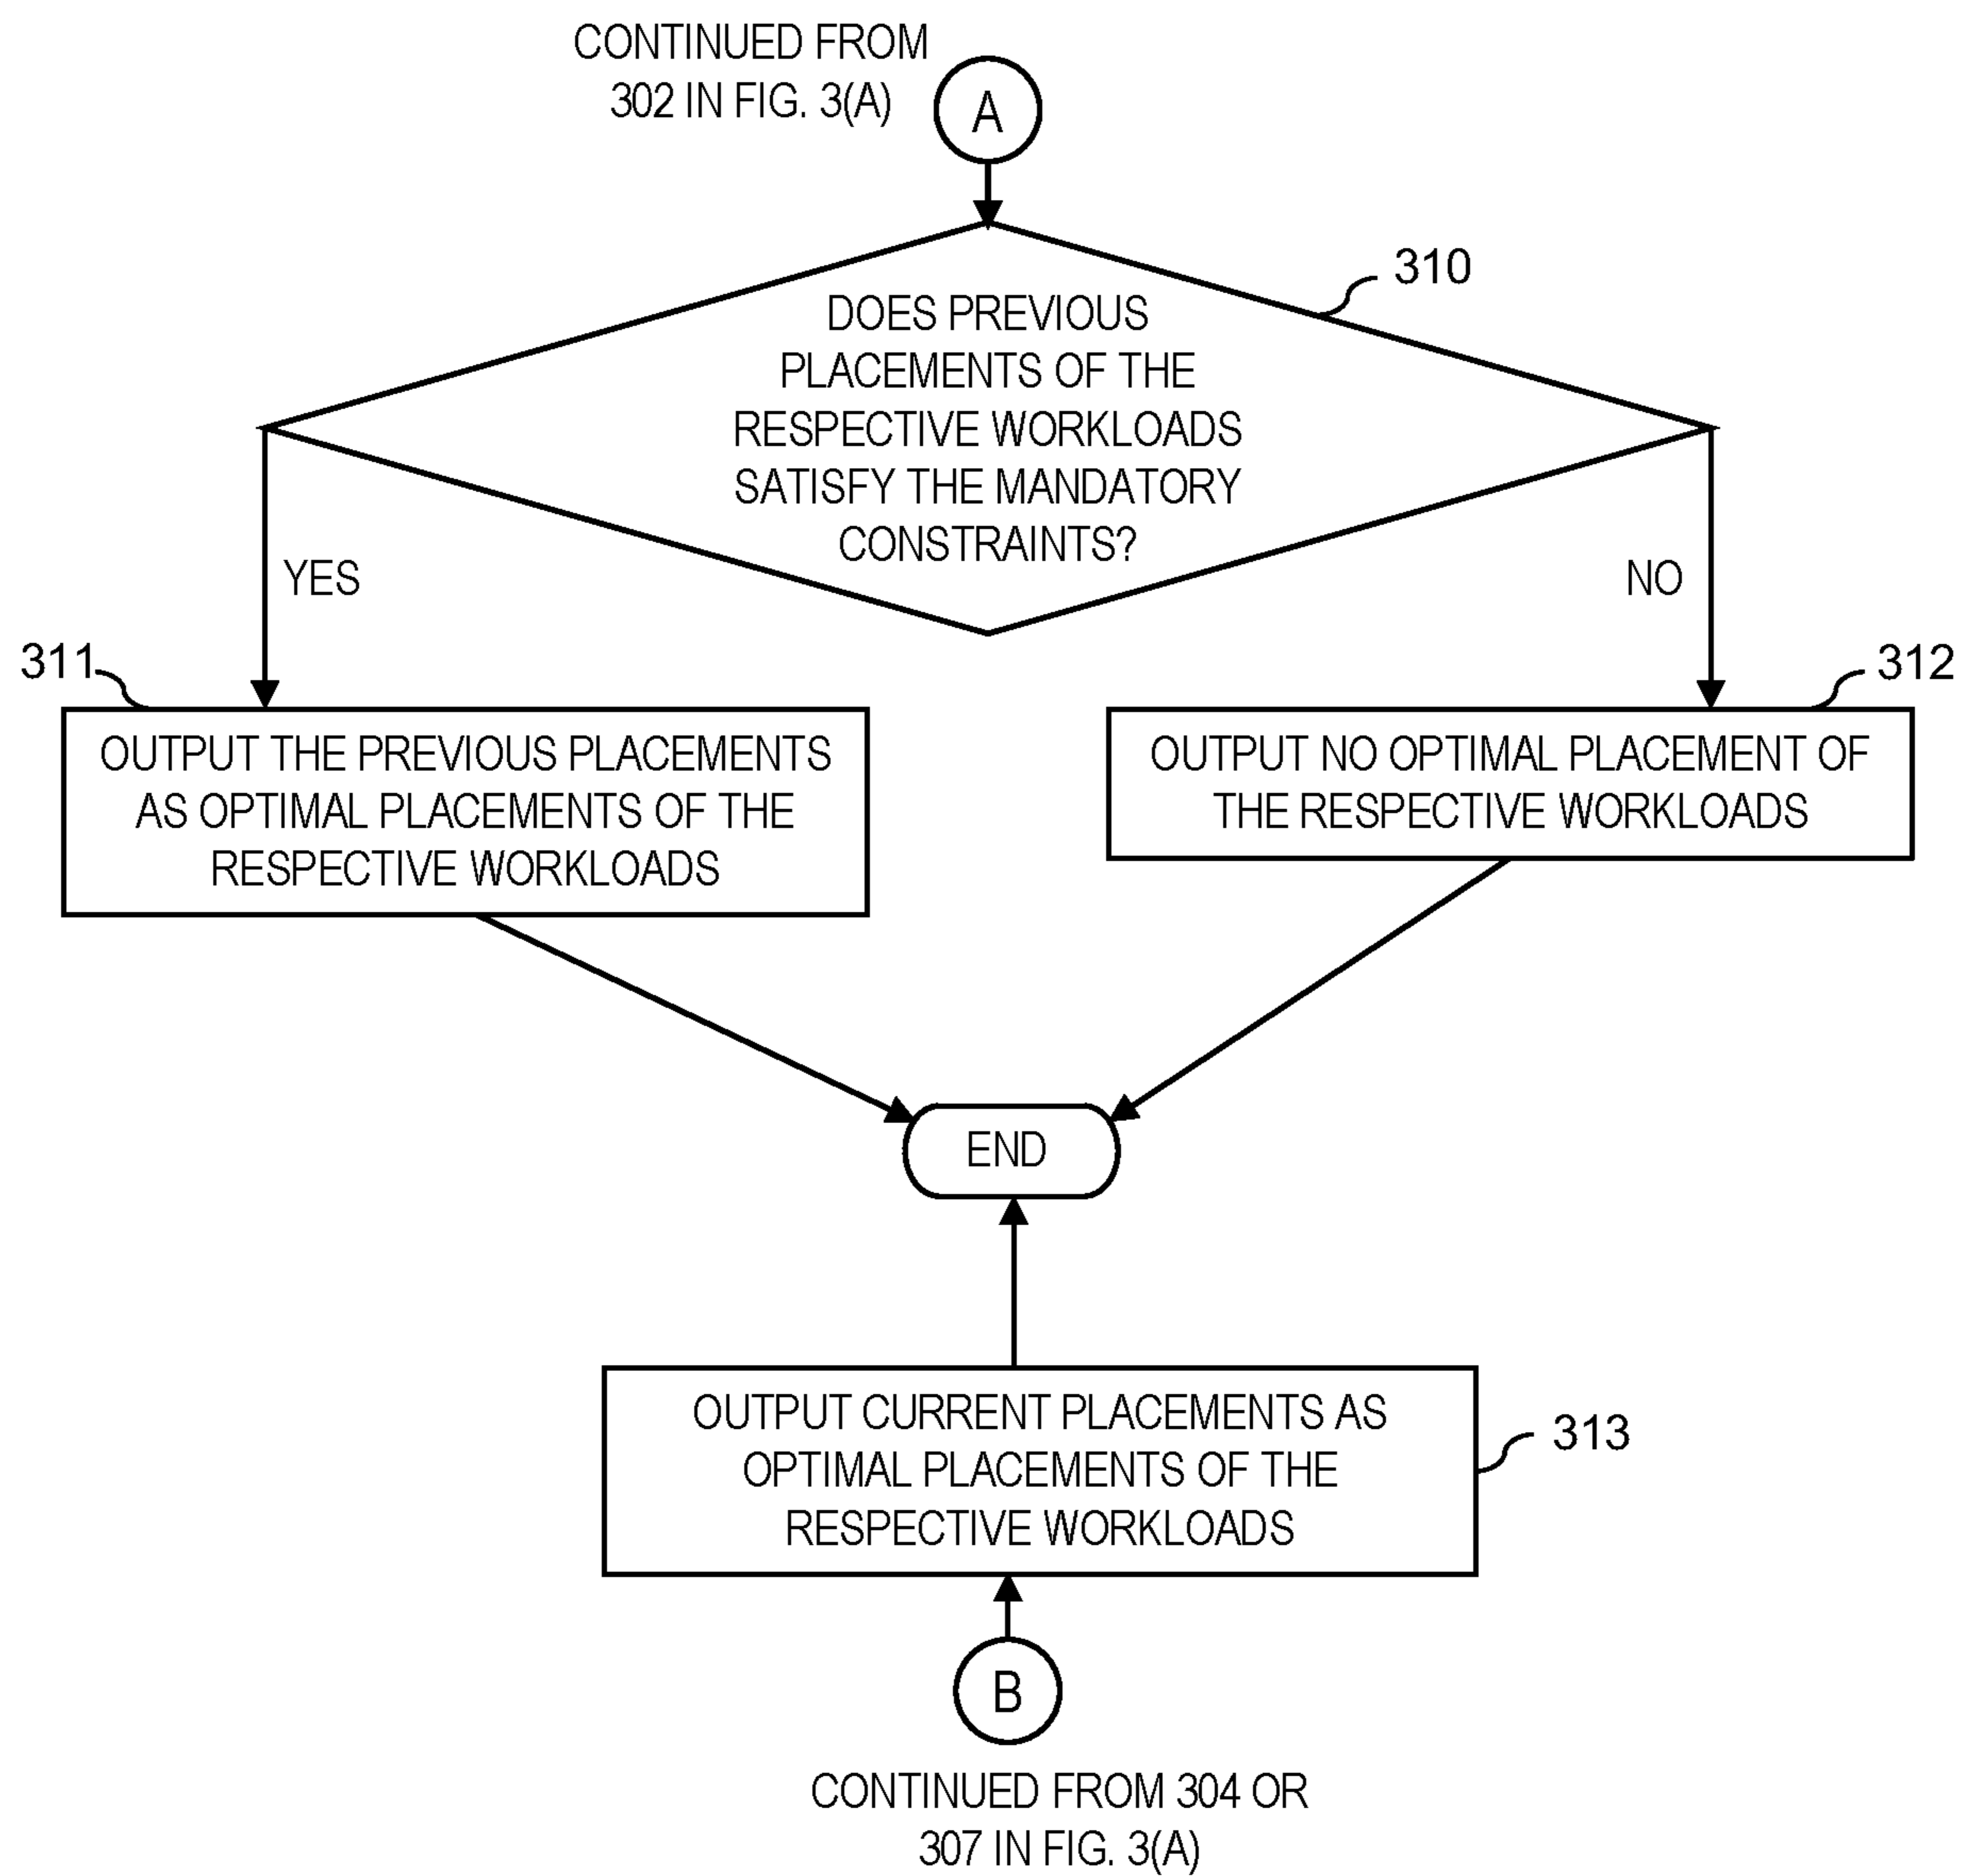 CONTINUED FROM
302 IN FIG. 3(A)
A
310
DOES PREVIOUS
PLACEMENTS OF THE
RESPECTIVE WORKLOADS
SATISFY THE MANDATORY
CONSTRAINTS?
YES
NO
311
OUTPUT THE PREVIOUS PLACEMENTS
AS OPTIMAL PLACEMENTS OF THE
RESPECTIVE WORKLOADS
312
OUTPUT NO OPTIMAL PLACEMENT OF
THE RESPECTIVE WORKLOADS
END
OUTPUT CURRENT PLACEMENTS AS
OPTIMAL PLACEMENTS OF THE
RESPECTIVE WORKLOADS
313
B
CONTINUED FROM 304 OR
307 IN FIG. 3(A)